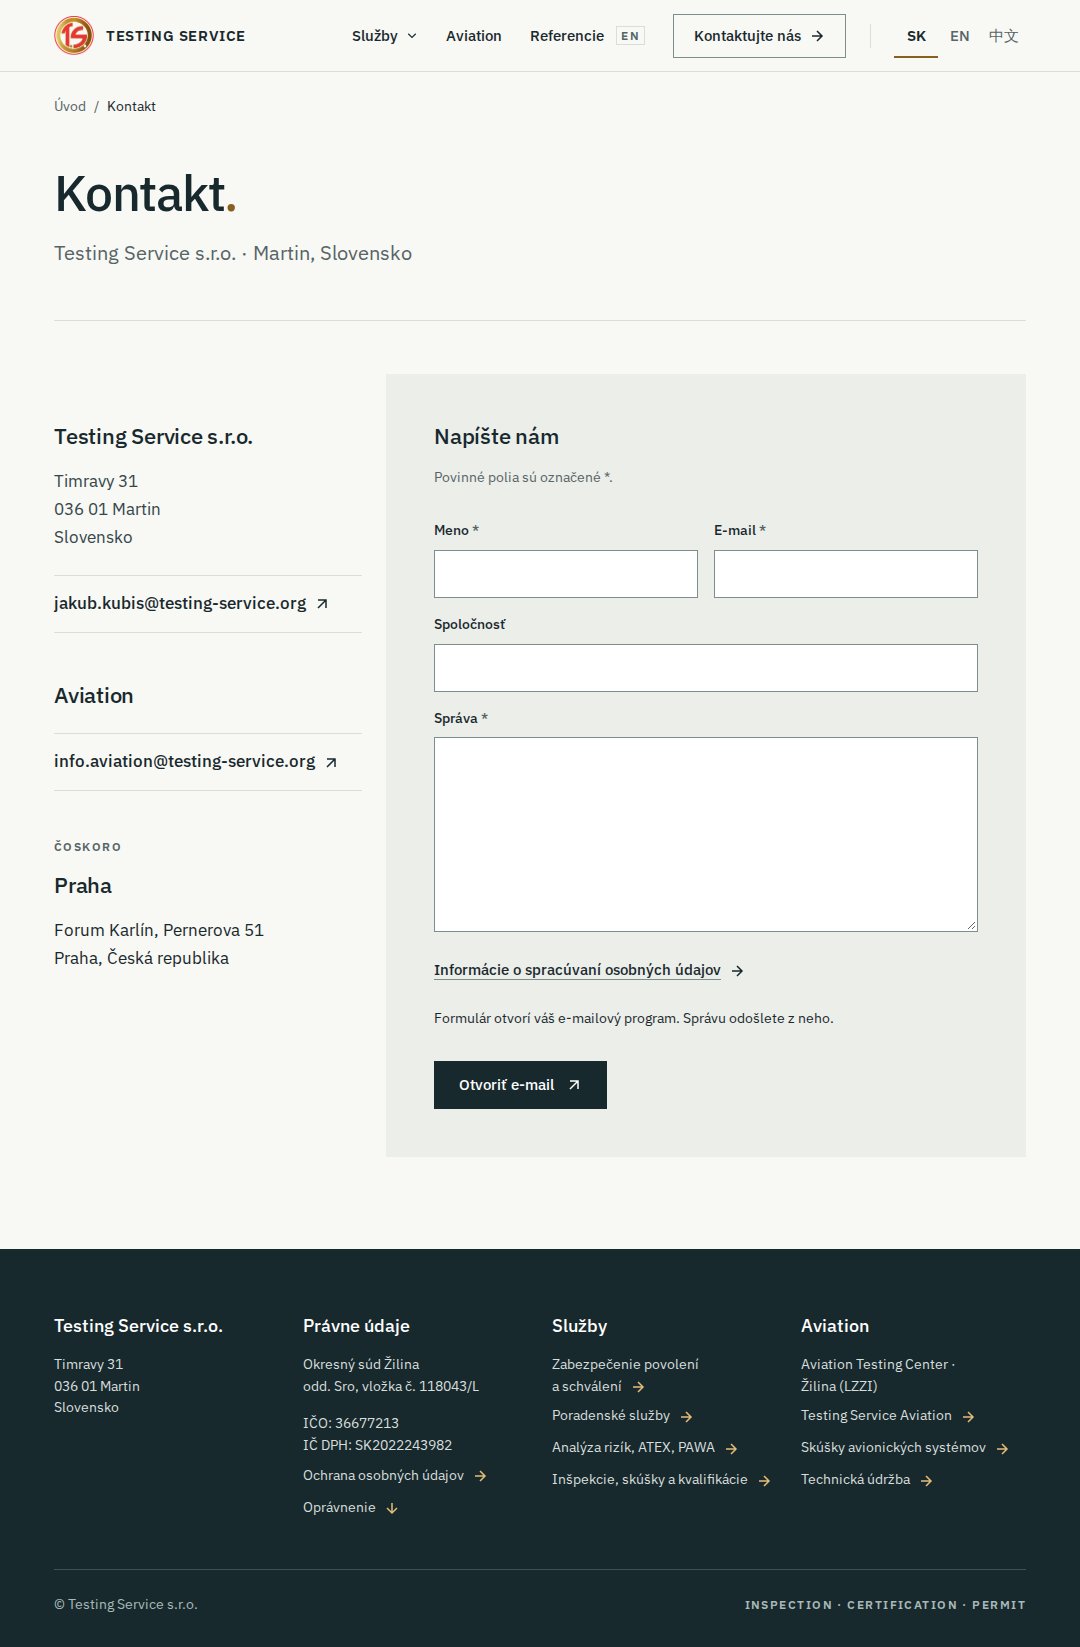 TS TESTING SERVICE
Služby Aviation Referencie EN Kontaktujte nás → SK EN 中文
Úvod / Kontakt
Kontakt.
Testing Service s.r.o. · Martin, Slovensko
Testing Service s.r.o.
Timravy 31
036 01 Martin
Slovensko
jakub.kubis@testing-service.org ↗
Aviation
info.aviation@testing-service.org ↗
ČOSKORO
Praha
Forum Karlín, Pernerova 51
Praha, Česká republika
Napíšte nám
Povinné polia sú označené *.
Meno * E-mail *
Spoločnosť
Správa *
Informácie o spracúvaní osobných údajov →
Formulár otvorí váš e-mailový program. Správu odošlete z neho.
Otvoriť e-mail ↗
Testing Service s.r.o.
Timravy 31
036 01 Martin
Slovensko
Právne údaje
Okresný súd Žilina
odd. Sro, vložka č. 118043/L
IČO: 36677213
IČ DPH: SK2022243982
Ochrana osobných údajov →
Oprávnenie ↓
Služby
Zabezpečenie povolení
a schválení →
Poradenské služby →
Analýza rizík, ATEX, PAWA →
Inšpekcie, skúšky a kvalifikácie →
Aviation
Aviation Testing Center ·
Žilina (LZZI)
Testing Service Aviation →
Skúšky avionických systémov →
Technická údržba →
© Testing Service s.r.o.
INSPECTION · CERTIFICATION · PERMIT